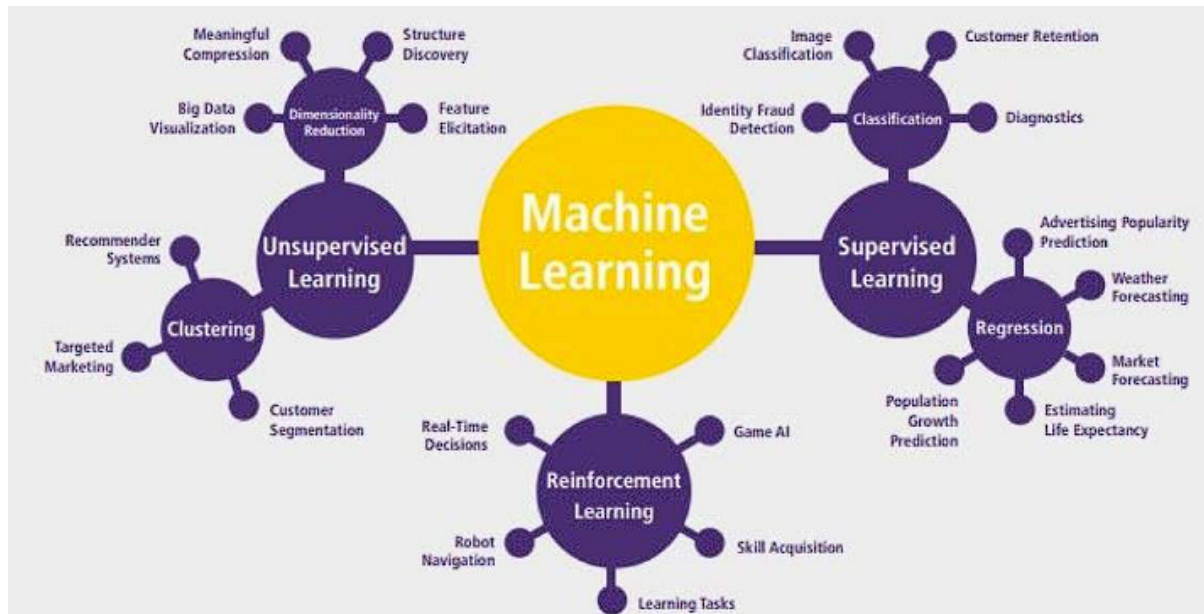 Machine
Learning
Unsupervised
Learning
Dimensionality
Reduction
Meaningful
Compression
Structure
Discovery
Big Data
Visualization
Feature
Elicitation
Clustering
Recommender
Systems
Targeted
Marketing
Customer
Segmentation
Supervised
Learning
Classification
Image
Classification
Customer Retention
Identity Fraud
Detection
Diagnostics
Regression
Advertising Popularity
Prediction
Weather
Forecasting
Market
Forecasting
Estimating
Life Expectancy
Population
Growth
Prediction
Reinforcement
Learning
Real-Time
Decisions
Game AI
Robot
Navigation
Skill Acquisition
Learning Tasks